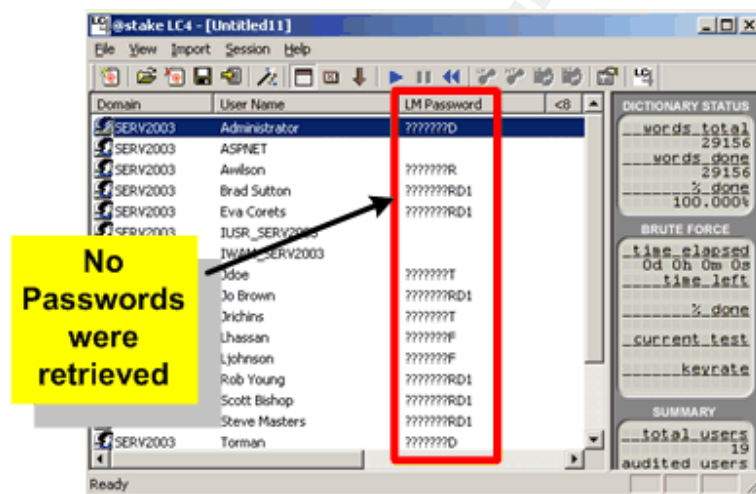 @stake LC4 - [Untitled11]
File View Import Session Help
Domain User Name LM Password <8
SERV2003 Administrator ???????D
SERV2003 ASPNET
SERV2003 Awilson ???????R
SERV2003 Brad Sutton ???????RD1
SERV2003 Eva Corets ???????RD1
SERV2003 IUSR_SERV2003
IWAM_SERV2003
Jdoe ???????T
Jo Brown ???????RD1
Jrichins ???????T
Lhassan ???????F
Ljohnson ???????F
Rob Young ???????RD1
Scott Bishop ???????RD1
Steve Masters ???????RD1
SERV2003 Torman ???????D
Ready
No
Passwords
were
retrieved
DICTIONARY STATUS
words total
29156
words done
29156
% done
100.000%
BRUTE FORCE
time elapsed
0d 0h 0m 0s
time left
% done
current test
keyrate
SUMMARY
total users
19
audited users